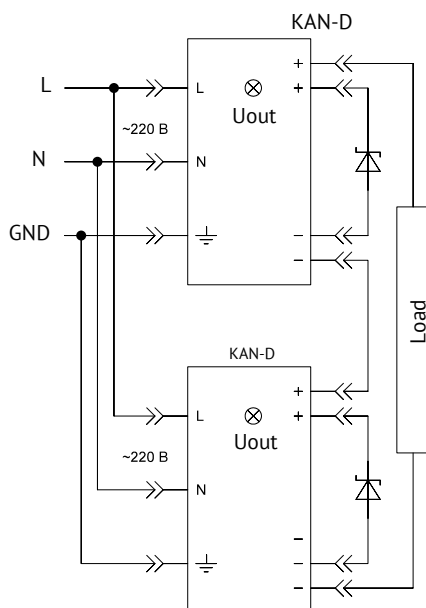 KAN-D
L
L
+
+
Uout
~220 В
N
N
GND
−
−
KAN-D
Load
+
L
+
Uout
~220 В
N
−
−
−